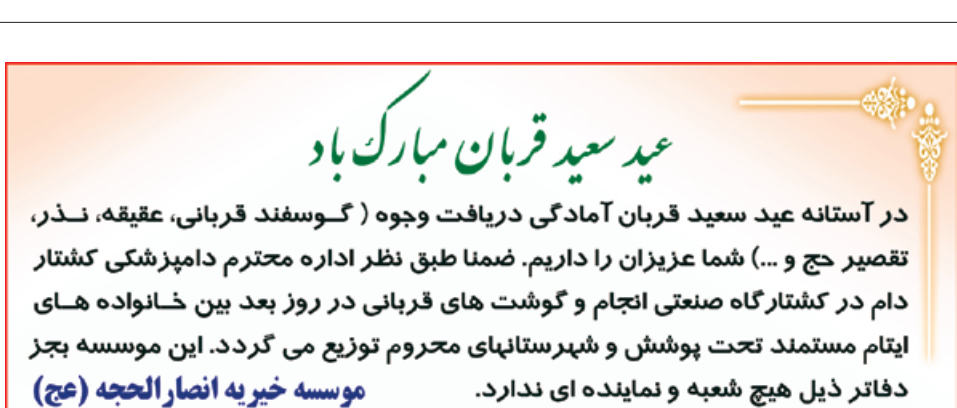 عید سعید قربان مبارک باد
در آستانه عید سعید قربان آمادگی دریافت وجوه ( گـوسفند قربانی، عقیقه، نـذر،
تقصیر حج و ...) شما عزیزان را داریم. ضمنا طبق نظر اداره محترم دامپزشکی کشتار
دام در کشتارگاه صنعتی انجام و گوشت های قربانی در روز بعد بین خـانواده هـای
ایتام مستمند تحت پوشش و شهرستانهای محروم توزیع می گردد. این موسسه بجز
دفاتر ذیل هیچ شعبه و نماینده ای ندارد. موسسه خیریه انصارالحجه (عج)